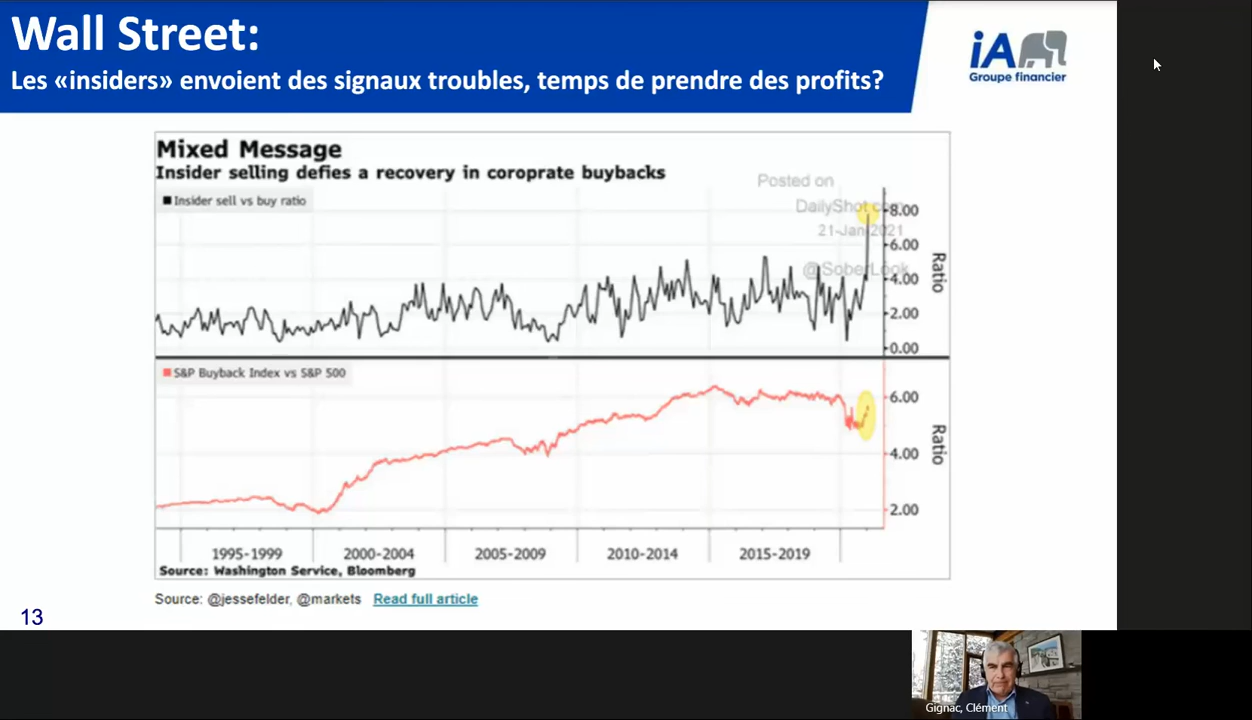 Wall Street:
Les «insiders» envoient des signaux troubles, temps de prendre des profits?
iA
Groupe financier
Mixed Message
Insider selling defies a recovery in coroprate buybacks
Posted on
DailyShot.com
21-Jan-2021
@SoberLook
Insider sell vs buy ratio
8.00
6.00
4.00
2.00
0.00
Ratio
S&P Buyback Index vs S&P 500
6.00
4.00
2.00
Ratio
1995-1999 2000-2004 2005-2009 2010-2014 2015-2019
Source: Washington Service, Bloomberg
Source: @jessefelder, @markets Read full article
13
Gignac, Clément